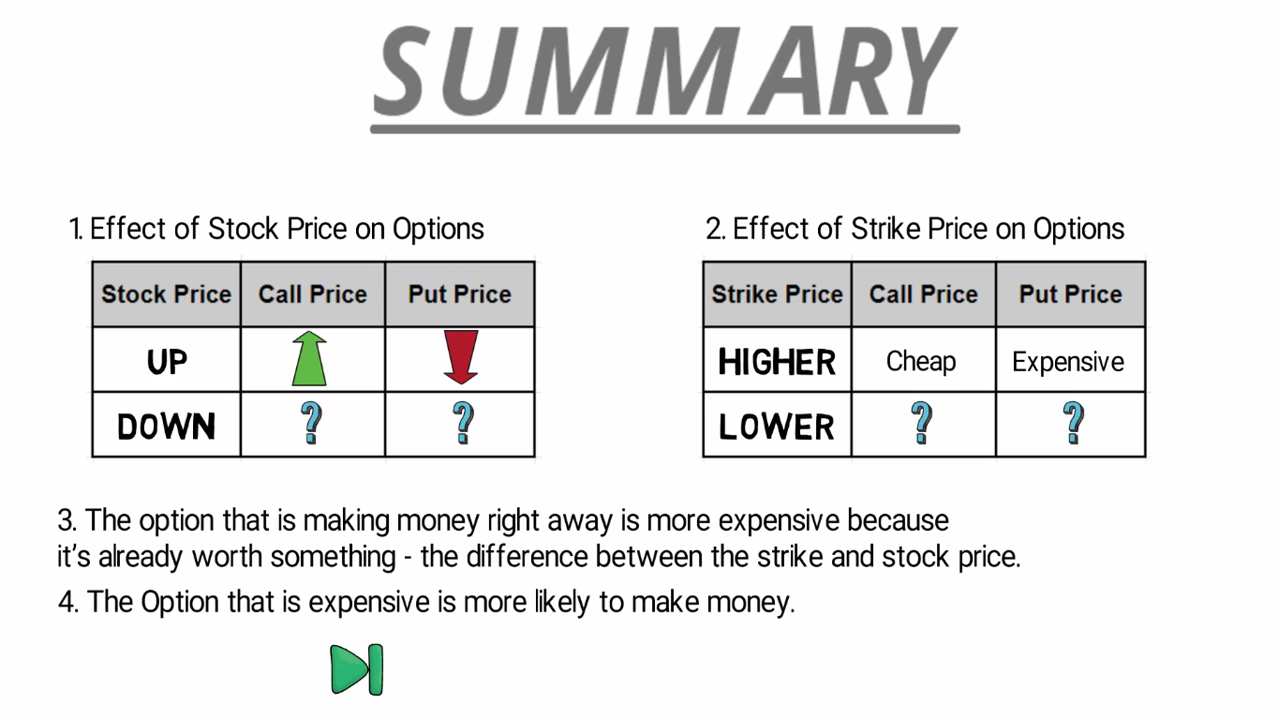 SUMMARY
1. Effect of Stock Price on Options
Stock Price Call Price Put Price
UP
DOWN ? ?
2. Effect of Strike Price on Options
Strike Price Call Price Put Price
HIGHER Cheap Expensive
LOWER ? ?
3. The option that is making money right away is more expensive because
it’s already worth something - the difference between the strike and stock price.
4. The Option that is expensive is more likely to make money.